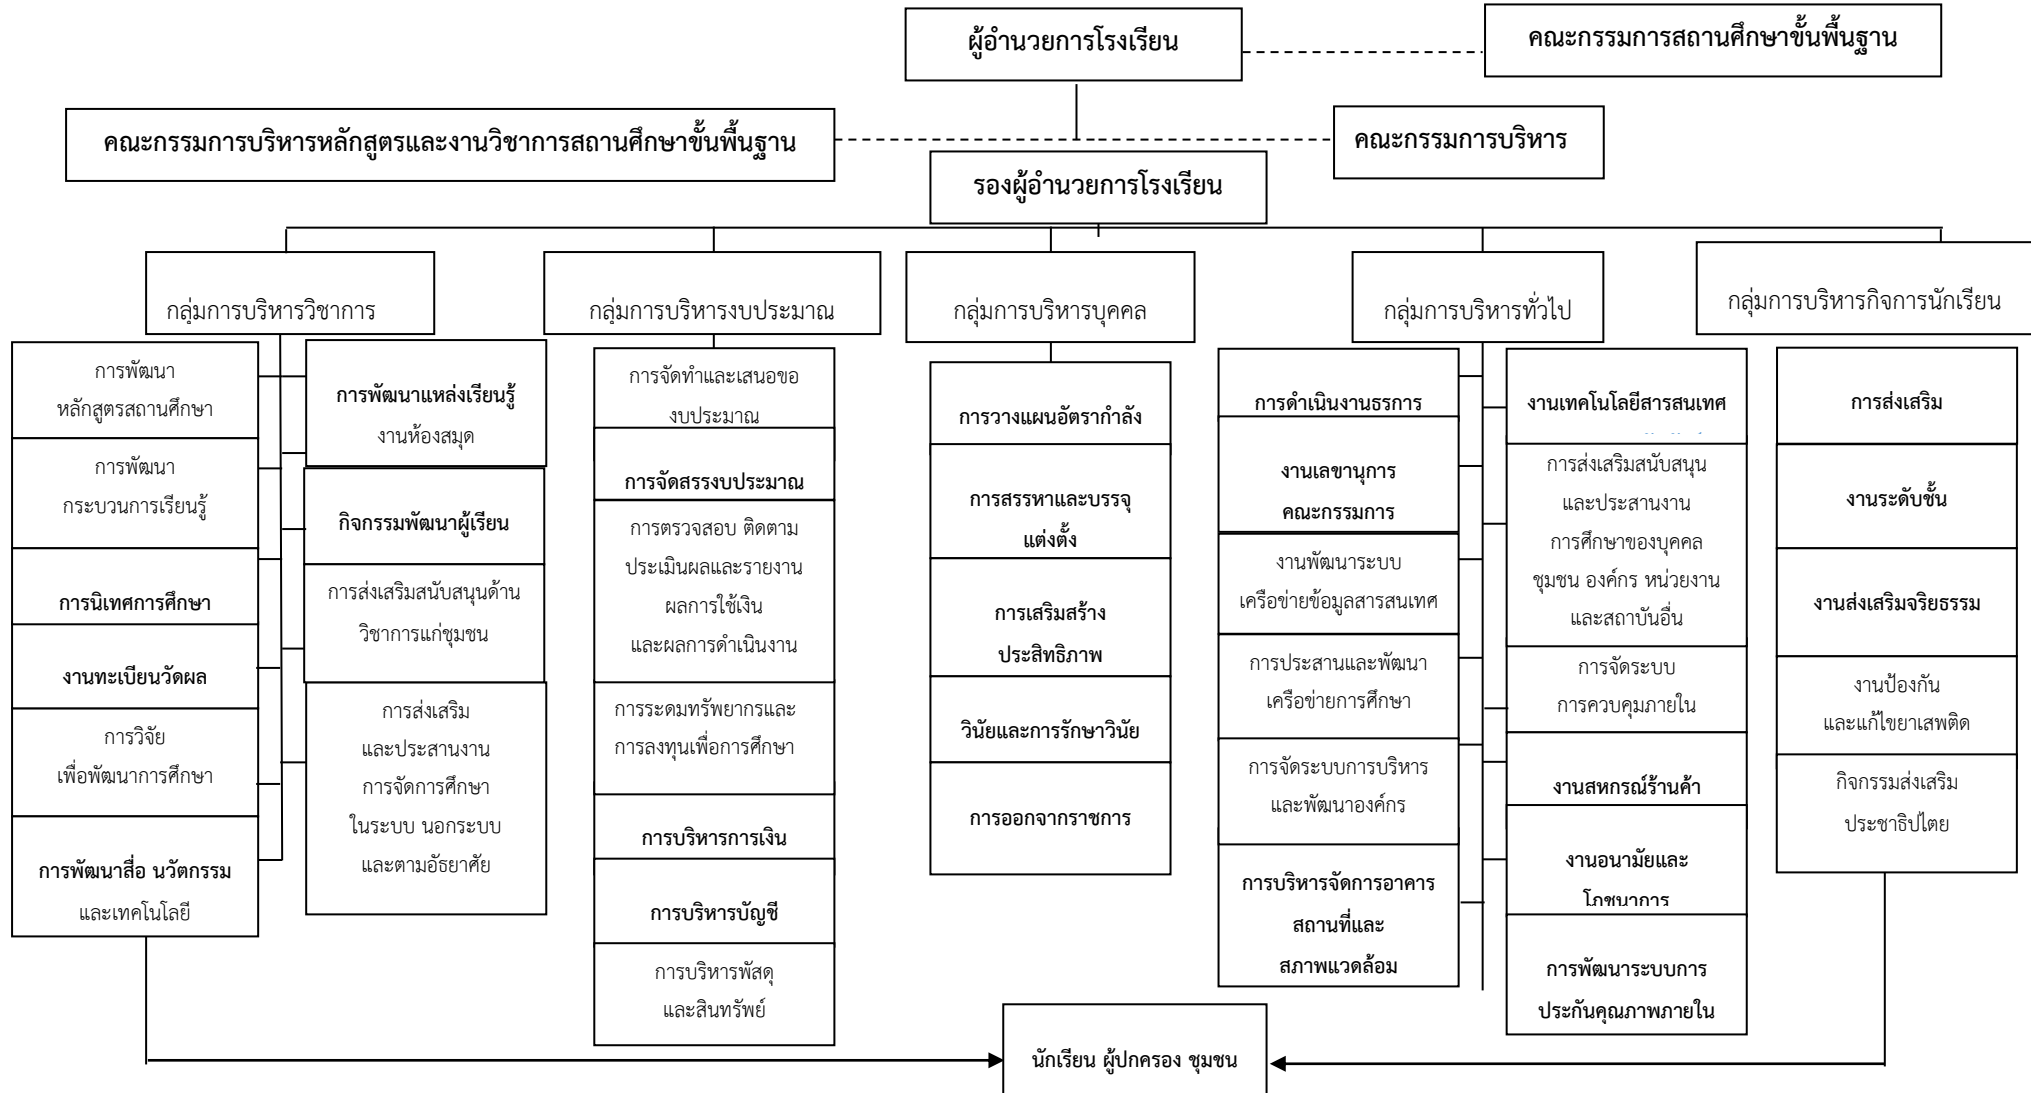 ผู้อำนวยการโรงเรียน
คณะกรรมการสถานศึกษาขั้นพื้นฐาน
คณะกรรมการบริหารหลักสูตรและงานวิชาการสถานศึกษาขั้นพื้นฐาน
คณะกรรมการบริหาร
รองผู้อำนวยการโรงเรียน
กลุ่มการบริหารวิชาการ
กลุ่มการบริหารงบประมาณ
กลุ่มการบริหารบุคคล
กลุ่มการบริหารทั่วไป
กลุ่มการบริหารกิจการนักเรียน
การพัฒนา
หลักสูตรสถานศึกษา
การพัฒนา
กระบวนการเรียนรู้
การนิเทศการศึกษา
งานทะเบียนวัดผล
การวิจัย
เพื่อพัฒนาการศึกษา
การพัฒนาสื่อ นวัตกรรม
และเทคโนโลยี
การพัฒนาแหล่งเรียนรู้
งานห้องสมุด
กิจกรรมพัฒนาผู้เรียน
การส่งเสริมสนับสนุนด้าน
วิชาการแก่ชุมชน
การส่งเสริม
และประสานงาน
การจัดการศึกษา
ในระบบ นอกระบบ
และตามอัธยาศัย
การจัดทำและเสนอขอ
งบประมาณ
การจัดสรรงบประมาณ
การตรวจสอบ ติดตาม
ประเมินผลและรายงาน
ผลการใช้เงิน
และผลการดำเนินงาน
การระดมทรัพยากรและ
การลงทุนเพื่อการศึกษา
การบริหารการเงิน
การบริหารบัญชี
การบริหารพัสดุ
และสินทรัพย์
การวางแผนอัตรากำลัง
การสรรหาและบรรจุ
แต่งตั้ง
การเสริมสร้าง
ประสิทธิภาพ
วินัยและการรักษาวินัย
การออกจากราชการ
การดำเนินงานธุรการ
งานเลขานุการ
คณะกรรมการ
งานพัฒนาระบบ
เครือข่ายข้อมูลสารสนเทศ
การประสานและพัฒนา
เครือข่ายการศึกษา
การจัดระบบการบริหาร
และพัฒนาองค์กร
การบริหารจัดการอาคาร
สถานที่และ
สภาพแวดล้อม
งานเทคโนโลยีสารสนเทศ
การส่งเสริมสนับสนุน
และประสานงาน
การศึกษาของบุคคล
ชุมชน องค์กร หน่วยงาน
และสถาบันอื่น
การจัดระบบ
การควบคุมภายใน
งานสหกรณ์ร้านค้า
งานอนามัยและ
โภชนาการ
การพัฒนาระบบการ
ประกันคุณภาพภายใน
การส่งเสริม
งานระดับชั้น
งานส่งเสริมจริยธรรม
งานป้องกัน
และแก้ไขยาเสพติด
กิจกรรมส่งเสริม
ประชาธิปไตย
นักเรียน ผู้ปกครอง ชุมชน